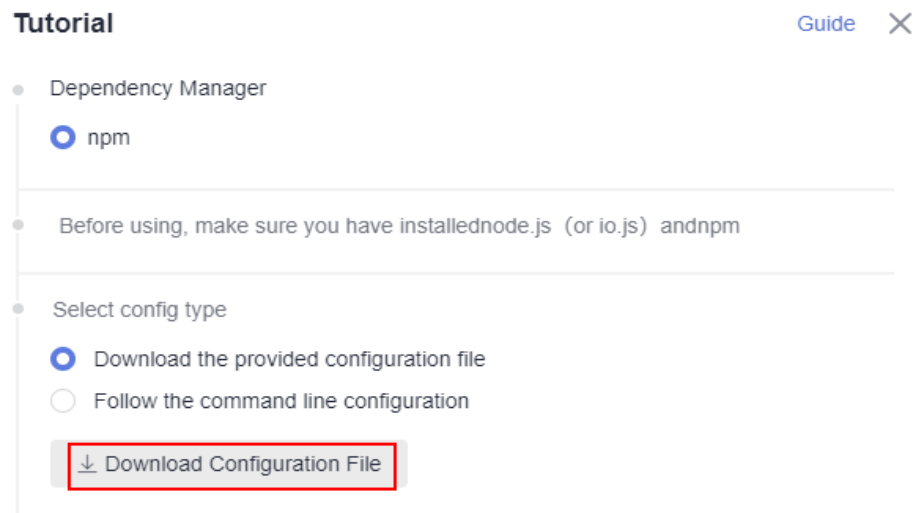 Tutorial
Guide
Dependency Manager
npm
Before using, make sure you have installednode.js（or io.js）andnpm
Select config type
Download the provided configuration file
Follow the command line configuration
Download Configuration File